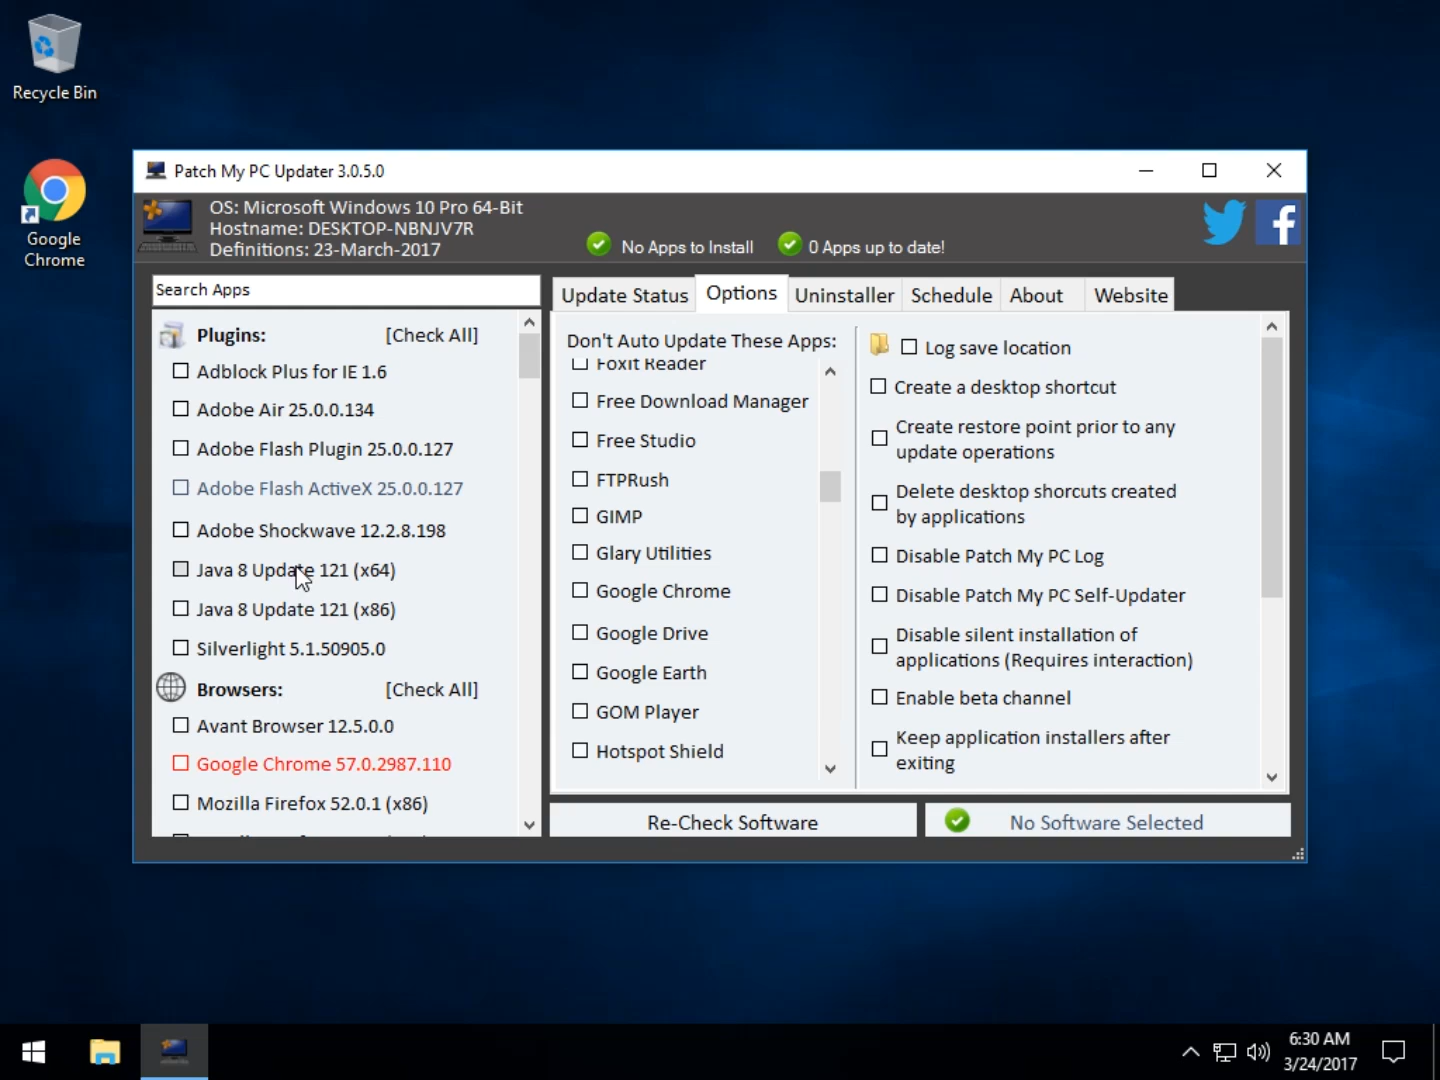 Recycle Bin
Google
Chrome
Patch My PC Updater 3.0.5.0
OS: Microsoft Windows 10 Pro 64-Bit
Hostname: DESKTOP-NBNJV7R
Definitions: 23-March-2017
No Apps to Install
0 Apps up to date!
Search Apps
Plugins: [Check All]
Adblock Plus for IE 1.6
Adobe Air 25.0.0.134
Adobe Flash Plugin 25.0.0.127
Adobe Flash ActiveX 25.0.0.127
Adobe Shockwave 12.2.8.198
Java 8 Update 121 (x64)
Java 8 Update 121 (x86)
Silverlight 5.1.50905.0
Browsers: [Check All]
Avant Browser 12.5.0.0
Google Chrome 57.0.2987.110
Mozilla Firefox 52.0.1 (x86)
Update Status Options Uninstaller Schedule About Website
Don't Auto Update These Apps:
Foxit Reader
Free Download Manager
Free Studio
FTPRush
GIMP
Glary Utilities
Google Chrome
Google Drive
Google Earth
GOM Player
Hotspot Shield
Log save location
Create a desktop shortcut
Create restore point prior to any
update operations
Delete desktop shorcuts created
by applications
Disable Patch My PC Log
Disable Patch My PC Self-Updater
Disable silent installation of
applications (Requires interaction)
Enable beta channel
Keep application installers after
exiting
Re-Check Software
No Software Selected
6:30 AM
3/24/2017